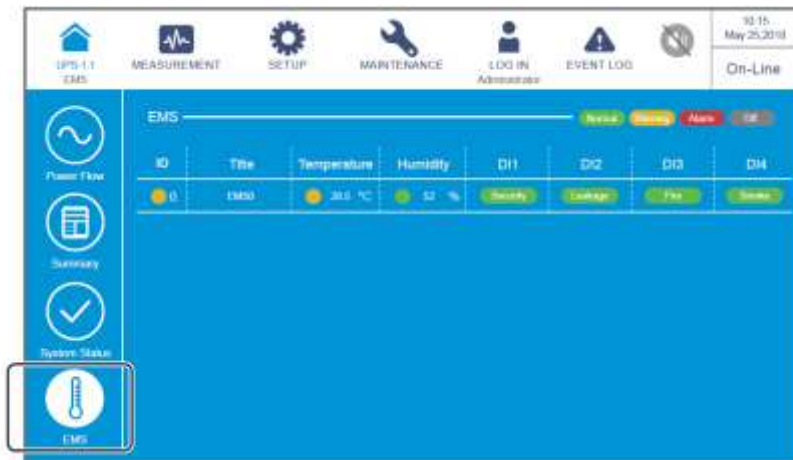 UPS-1.1
EMS
MEASUREMENT
SETUP
MAINTENANCE
LOG IN
Administrator
EVENT LOG
10:15
May 25,2018
On-Line
Power Flow
Summary
System Status
EMS
EMS
Normal Warning Alarm Off
ID Title Temperature Humidity DI1 DI2 DI3 DI4
0 EMS0 °C 52 % Security Leakage Fire Smoke